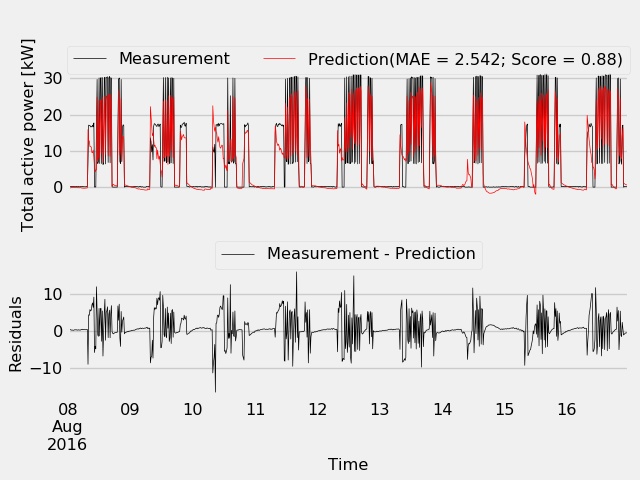 Measurement
Prediction(MAE = 2.542; Score = 0.88)
Total active power [kW]
30
20
10
0
Measurement - Prediction
Residuals
10
0
−10
08 09 10 11 12 13 14 15 16
Aug
2016
Time